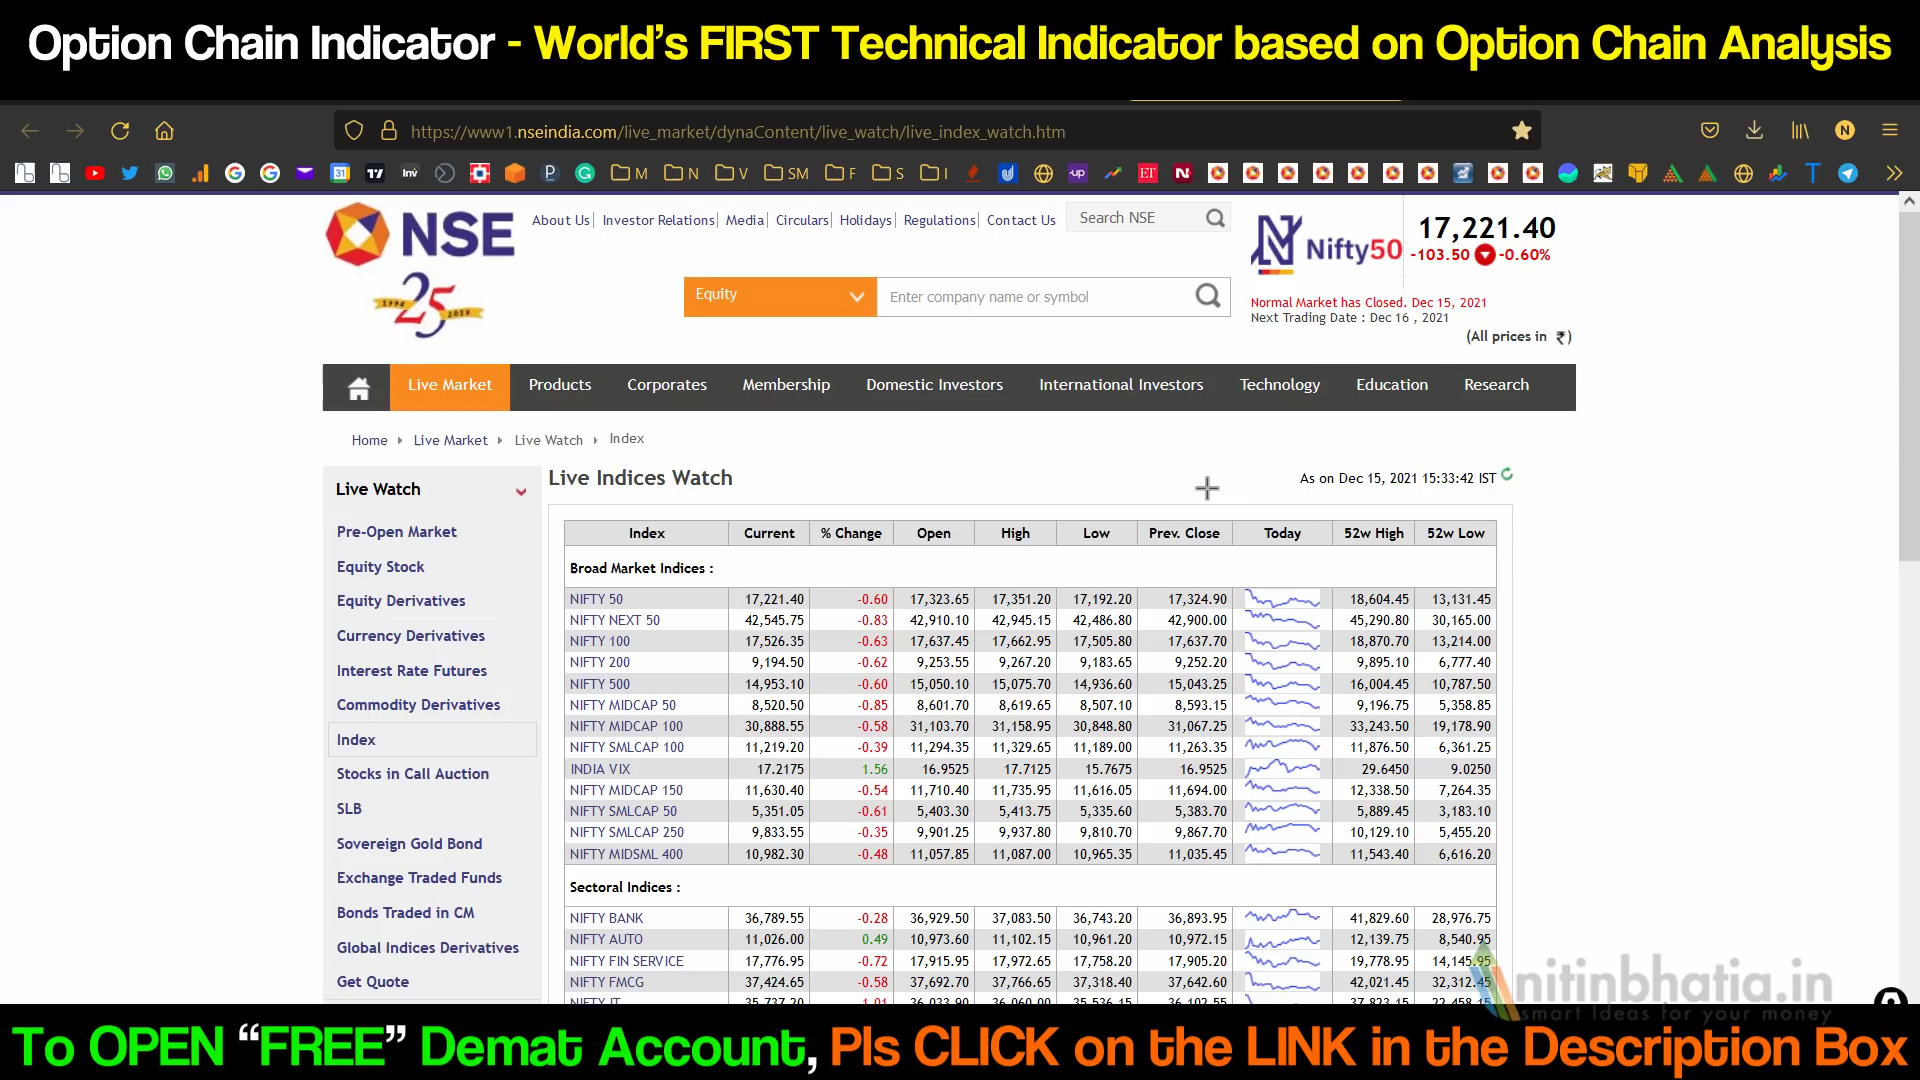 Option Chain Indicator - World's FIRST Technical Indicator based on Option Chain Analysis
https://www1.nseindia.com/live_market/dynaContent/live_watch/live_index_watch.htm
M N V SM F S I
NSE
1994 25 2019
About Us | Investor Relations | Media | Circulars | Holidays | Regulations | Contact Us
Search NSE
Equity
Enter company name or symbol
Nifty50
17,221.40
-103.50 -0.60%
Normal Market has Closed. Dec 15, 2021
Next Trading Date : Dec 16 , 2021
(All prices in ₹)
Live Market Products Corporates Membership Domestic Investors International Investors Technology Education Research
Home Live Market Live Watch Index
Live Watch
Pre-Open Market
Equity Stock
Equity Derivatives
Currency Derivatives
Interest Rate Futures
Commodity Derivatives
Index
Stocks in Call Auction
SLB
Sovereign Gold Bond
Exchange Traded Funds
Bonds Traded in CM
Global Indices Derivatives
Get Quote
Live Indices Watch
As on Dec 15, 2021 15:33:42 IST
Index Current % Change Open High Low Prev. Close Today 52w High 52w Low
Broad Market Indices :
NIFTY 50 17,221.40 -0.60 17,323.65 17,351.20 17,192.20 17,324.90 18,604.45 13,131.45
NIFTY NEXT 50 42,545.75 -0.83 42,910.10 42,945.15 42,486.80 42,900.00 45,290.80 30,165.00
NIFTY 100 17,526.35 -0.63 17,637.45 17,662.95 17,505.80 17,637.70 18,870.70 13,214.00
NIFTY 200 9,194.50 -0.62 9,253.55 9,267.20 9,183.65 9,252.20 9,895.10 6,777.40
NIFTY 500 14,953.10 -0.60 15,050.10 15,075.70 14,936.60 15,043.25 16,004.45 10,787.50
NIFTY MIDCAP 50 8,520.50 -0.85 8,601.70 8,619.65 8,507.10 8,593.15 9,196.75 5,358.85
NIFTY MIDCAP 100 30,888.55 -0.58 31,103.70 31,158.95 30,848.80 31,067.25 33,243.50 19,178.90
NIFTY SMLCAP 100 11,219.20 -0.39 11,294.35 11,329.65 11,189.00 11,263.35 11,876.50 6,361.25
INDIA VIX 17.2175 1.56 16.9525 17.7125 15.7675 16.9525 29.6450 9.0250
NIFTY MIDCAP 150 11,630.40 -0.54 11,710.40 11,735.95 11,616.05 11,694.00 12,338.50 7,264.35
NIFTY SMLCAP 50 5,351.05 -0.61 5,403.30 5,413.75 5,335.60 5,383.70 5,889.45 3,183.10
NIFTY SMLCAP 250 9,833.55 -0.35 9,901.25 9,937.80 9,810.70 9,867.70 10,129.10 5,455.20
NIFTY MIDSML 400 10,982.30 -0.48 11,057.85 11,087.00 10,965.35 11,035.45 11,543.40 6,616.20
Sectoral Indices :
NIFTY BANK 36,789.55 -0.28 36,929.50 37,083.50 36,743.20 36,893.95 41,829.60 28,976.75
NIFTY AUTO 11,026.00 0.49 10,973.60 11,102.15 10,961.20 10,972.15 12,139.75 8,540.95
NIFTY FIN SERVICE 17,776.95 -0.72 17,915.95 17,972.65 17,758.20 17,905.20 19,778.95 14,145.95
NIFTY FMCG 37,424.65 -0.58 37,692.70 37,766.65 37,318.40 37,642.60 42,021.45 32,312.45
nitinbhatia.in
smart Ideas for your money
To OPEN “FREE” Demat Account, Pls CLICK on the LINK in the Description Box